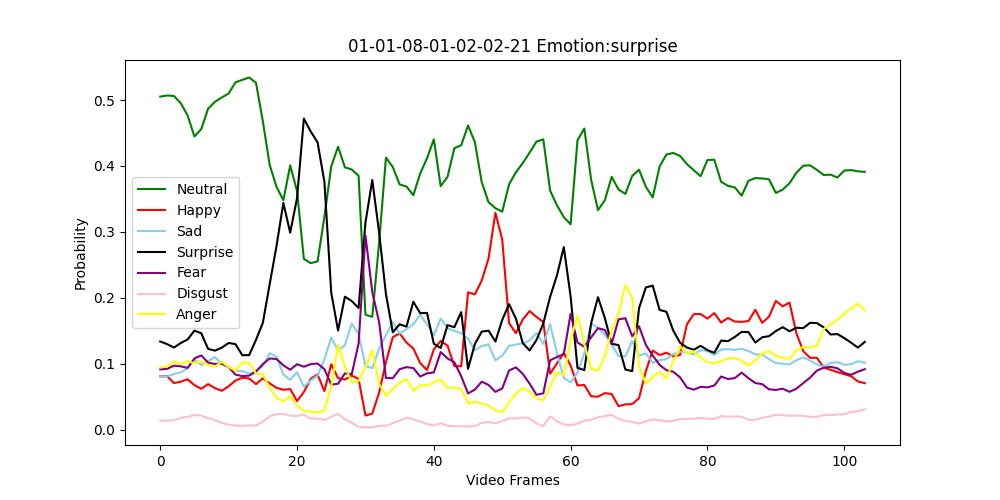 01-01-08-01-02-02-21 Emotion:surprise
Probability
0.5
0.4
0.3
0.2
0.1
0.0
Neutral
Happy
Sad
Surprise
Fear
Disgust
Anger
0 20 40 60 80 100
Video Frames